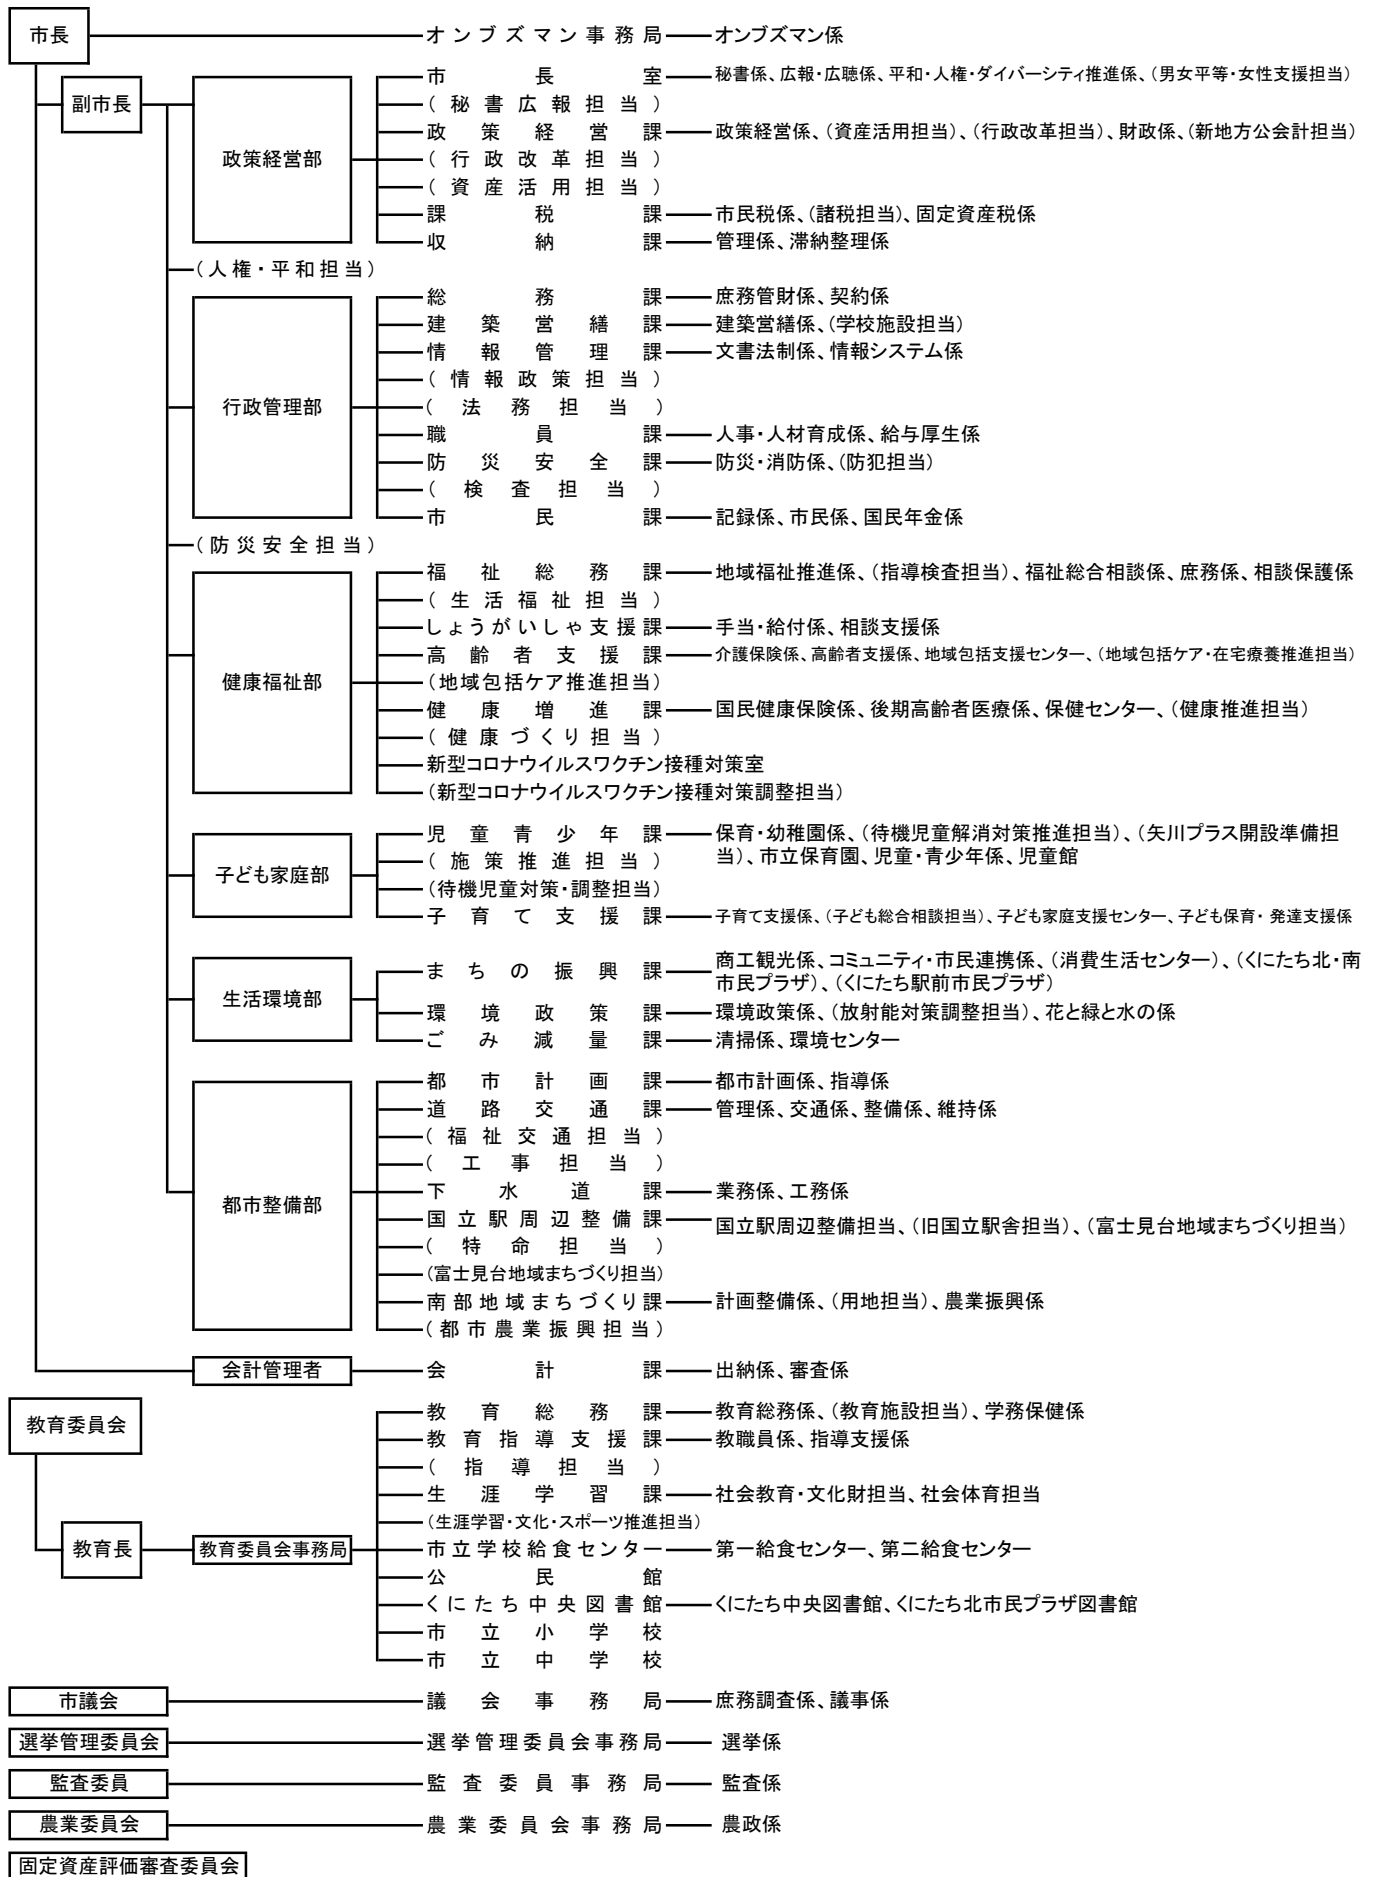 市長
オンブズマン事務局 オンブズマン係
副市長
政策経営部
市長室 秘書係、広報・広聴係、平和・人権・ダイバーシティ推進係、(男女平等・女性支援担当)
(秘書広報担当)
政策経営課 政策経営係、(資産活用担当)、(行政改革担当)、財政係、(新地方公会計担当)
(行政改革担当)
(資産活用担当)
課税課 市民税係、(諸税担当)、固定資産税係
収納課 管理係、滞納整理係
(人権・平和担当)
行政管理部
総務課 庶務管財係、契約係
建築営繕課 建築営繕係、(学校施設担当)
情報管理課 文書法制係、情報システム係
(情報政策担当)
(法務担当)
職員課 人事・人材育成係、給与厚生係
防災安全課 防災・消防係、(防犯担当)
(検査担当)
市民課 記録係、市民係、国民年金係
(防災安全担当)
健康福祉部
福祉総務課 地域福祉推進係、(指導検査担当)、福祉総合相談係、庶務係、相談保護係
(生活福祉担当)
しょうがいしゃ支援課 手当・給付係、相談支援係
高齢者支援課 介護保険係、高齢者支援係、地域包括支援センター、(地域包括ケア・在宅療養推進担当)
(地域包括ケア推進担当)
健康増進課 国民健康保険係、後期高齢者医療係、保健センター、(健康推進担当)
(健康づくり担当)
新型コロナウイルスワクチン接種対策室
(新型コロナウイルスワクチン接種対策調整担当)
子ども家庭部
児童青少年課 保育・幼稚園係、(待機児童解消対策推進担当)、(矢川プラス開設準備担
当)、市立保育園、児童・青少年係、児童館
(施策推進担当)
(待機児童対策・調整担当)
子育て支援課 子育て支援係、(子ども総合相談担当)、子ども家庭支援センター、子ども保育・発達支援係
生活環境部
まちの振興課 商工観光係、コミュニティ・市民連携係、(消費生活センター)、(くにたち北・南
市民プラザ)、(くにたち駅前市民プラザ)
環境政策課 環境政策係、(放射能対策調整担当)、花と緑と水の係
ごみ減量課 清掃係、環境センター
都市整備部
都市計画課 都市計画係、指導係
道路交通課 管理係、交通係、整備係、維持係
(福祉交通担当)
(工事担当)
下水道課 業務係、工務係
国立駅周辺整備課 国立駅周辺整備担当、(旧国立駅舎担当)、(富士見台地域まちづくり担当)
(特命担当)
(富士見台地域まちづくり担当)
南部地域まちづくり課 計画整備係、(用地担当)、農業振興係
(都市農業振興担当)
会計管理者 会計課 出納係、審査係
教育委員会
教育長
教育委員会事務局
教育総務課 教育総務係、(教育施設担当)、学務保健係
教育指導支援課 教職員係、指導支援係
(指導担当)
生涯学習課 社会教育・文化財担当、社会体育担当
(生涯学習・文化・スポーツ推進担当)
市立学校給食センター 第一給食センター、第二給食センター
公民館
くにたち中央図書館 くにたち中央図書館、くにたち北市民プラザ図書館
市立小学校
市立中学校
市議会 議会事務局 庶務調査係、議事係
選挙管理委員会 選挙管理委員会事務局 選挙係
監査委員 監査委員事務局 監査係
農業委員会 農業委員会事務局 農政係
固定資産評価審査委員会